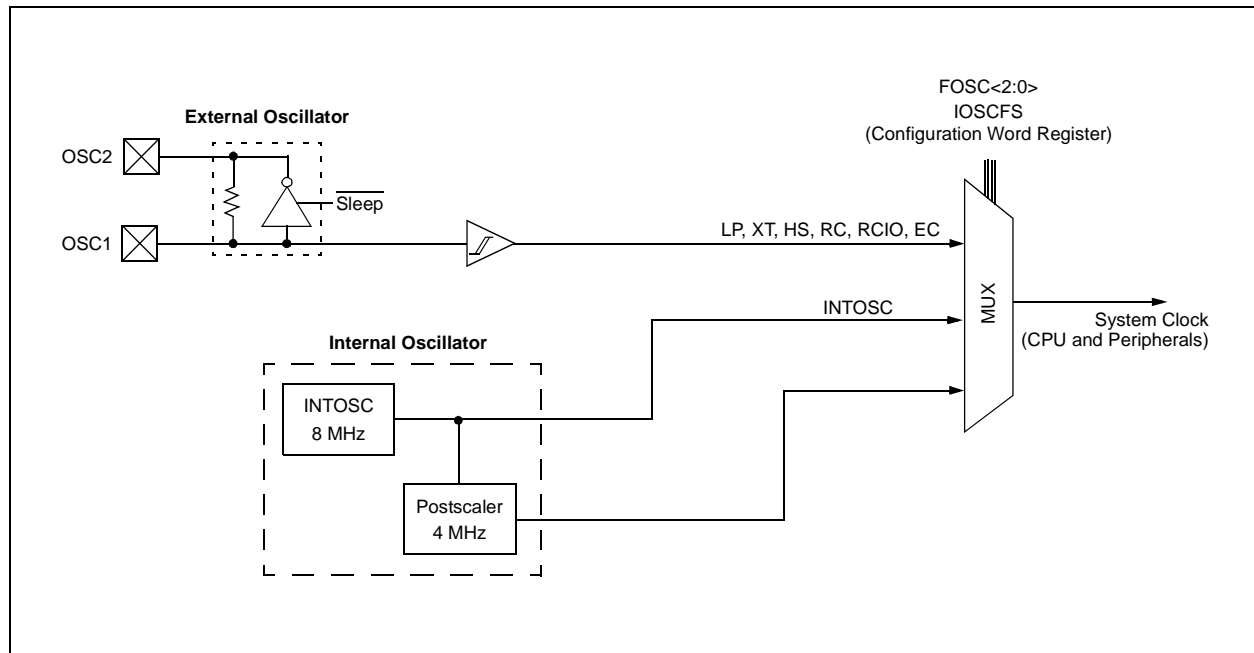 FOSC<2:0>
IOSCFS
(Configuration Word Register)
External Oscillator
OSC2
Sleep
OSC1
LP, XT, HS, RC, RCIO, EC
MUX
INTOSC
System Clock
(CPU and Peripherals)
Internal Oscillator
INTOSC
8 MHz
Postscaler
4 MHz